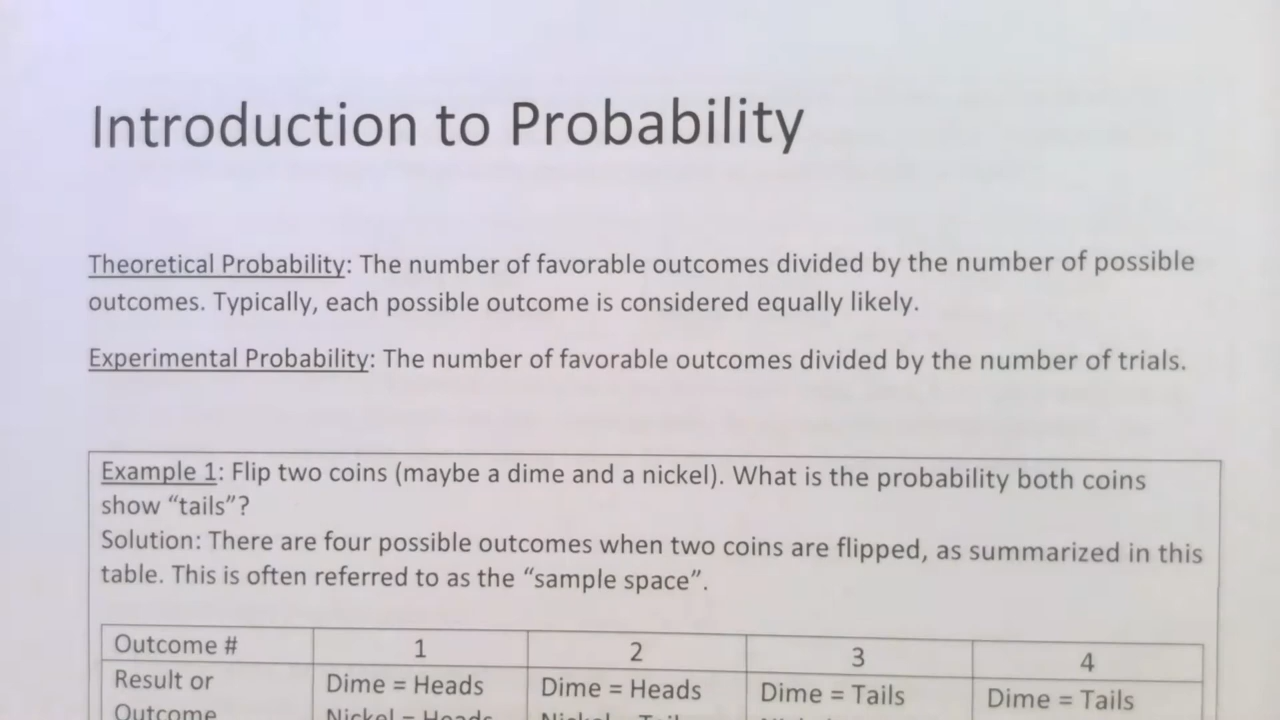 Introduction to Probability
Theoretical Probability: The number of favorable outcomes divided by the number of possible
outcomes. Typically, each possible outcome is considered equally likely.
Experimental Probability: The number of favorable outcomes divided by the number of trials.
Example 1: Flip two coins (maybe a dime and a nickel). What is the probability both coins
show “tails”?
Solution: There are four possible outcomes when two coins are flipped, as summarized in this
table. This is often referred to as the “sample space”.
Outcome # 1 2 3 4
Result or Dime = Heads Dime = Heads Dime = Tails Dime = Tails
Outcome Nickel = Heads